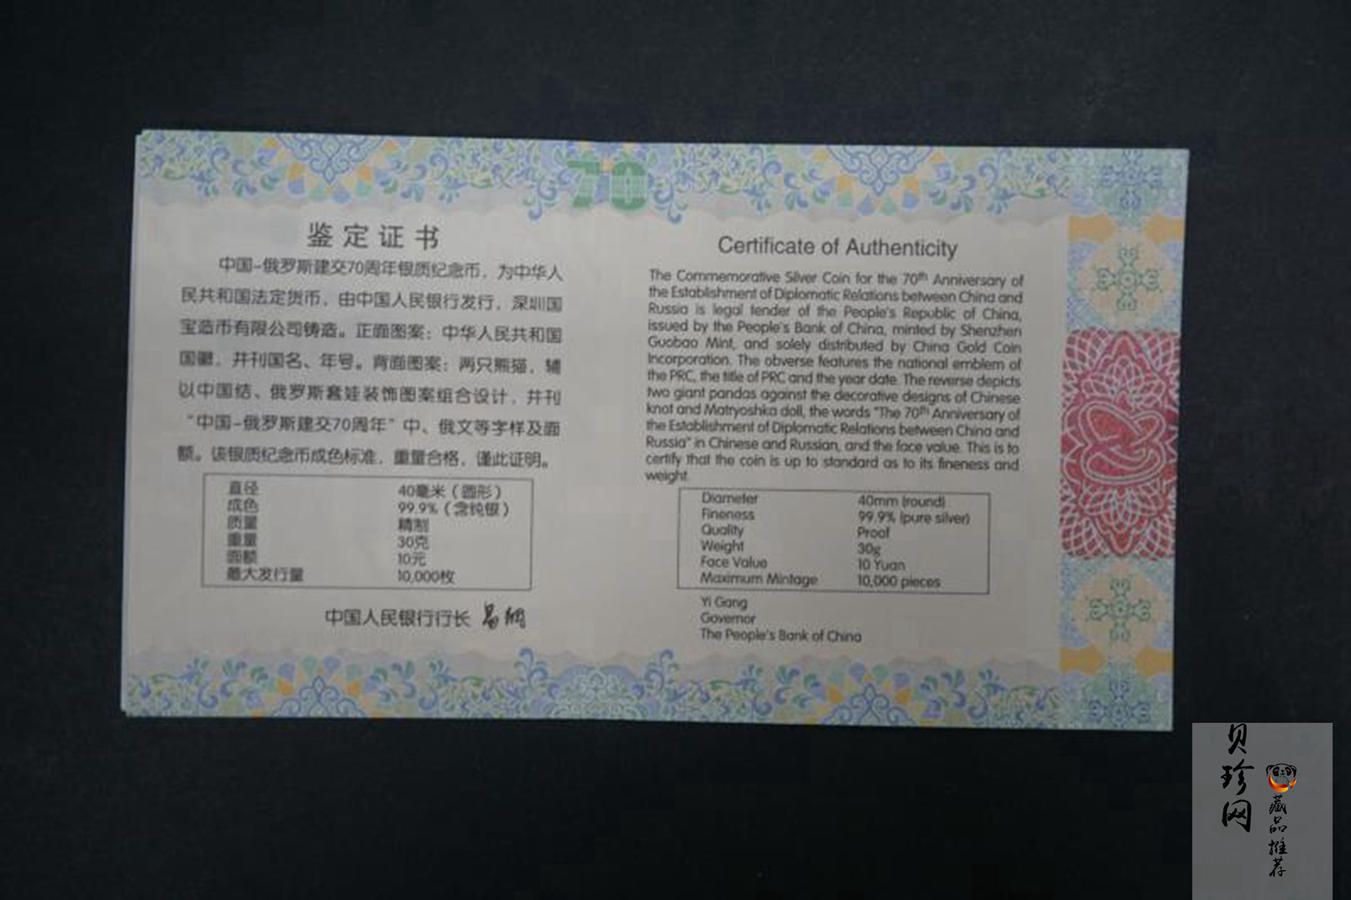 70
鉴定证书
中国-俄罗斯建交70周年银质纪念币，为中华人
民共和国法定货币，由中国人民银行发行，深圳国
宝造币有限公司铸造。正面图案：中华人民共和国
国徽，并刊国名、年号。背面图案：两只熊猫，辅
以中国结、俄罗斯套娃装饰图案组合设计，并刊
“中国-俄罗斯建交70周年”中、俄文等字样及面
额。该银质纪念币成色标准，重量合格，谨此证明。
直径 40毫米（圆形）
成色 99.9%（含纯银）
质量 精制
重量 30克
面额 10元
最大发行量 10,000枚
中国人民银行行长 易纲
Certificate of Authenticity
The Commemorative Silver Coin for the 70th Anniversary of
the Establishment of Diplomatic Relations between China and
Russia is legal tender of the People's Republic of China,
issued by the People's Bank of China, minted by Shenzhen
Guobao Mint, and solely distributed by China Gold Coin
Incorporation. The obverse features the national emblem of
the PRC, the title of PRC and the year date. The reverse depicts
two giant pandas against the decorative designs of Chinese
knot and Matryoshka doll, the words "The 70th Anniversary of
the Establishment of Diplomatic Relations between China and
Russia" in Chinese and Russian, and the face value. This is to
certify that the coin is up to standard as to its fineness and
weight.
Diameter 40mm (round)
Fineness 99.9% (pure silver)
Quality Proof
Weight 30g
Face Value 10 Yuan
Maximum Mintage 10,000 pieces
Yi Gang
Governor
The People's Bank of China
贝珍网
藏品推荐